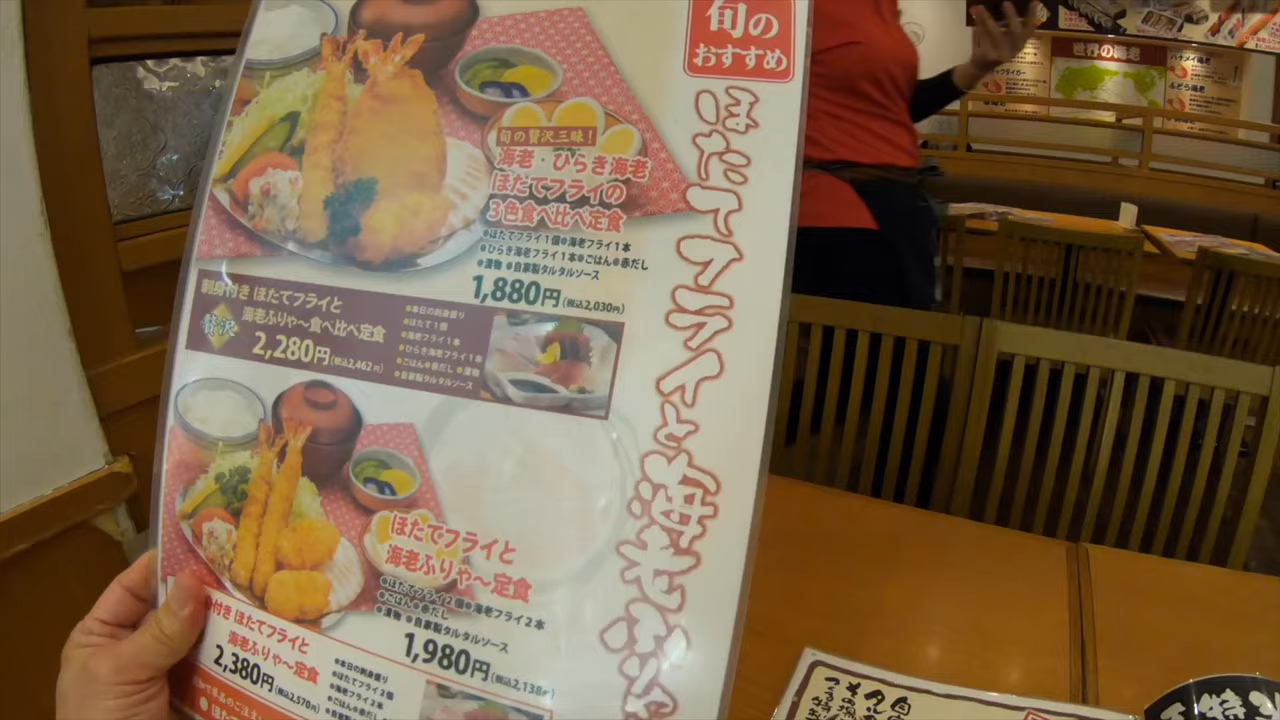 旬の
おすすめ
ほたてフライと海老ふりゃ
旬の贅沢三昧！
海老・ひらき海老
ほたてフライの
3色食べ比べ定食
●ほたてフライ1個●海老フライ1本
●ひらき海老フライ1本●ごはん●赤だし
●漬物 ●自家製タルタルソース
1,880円(税込2,030円)
刺身付き ほたてフライと
海老ふりゃ〜食べ比べ定食
贅沢
2,280円(税込2,462円)
●本日の刺身盛り
●ほたて1個
●海老フライ1本
●ひらき海老フライ1本
●ごはん●赤だし ●漬物
●自家製タルタルソース
ほたてフライと
海老ふりゃ〜定食
●ほたてフライ2個●海老フライ2本
●ごはん●赤だし
●漬物 ●自家製タルタルソース
1,980円(税込2,138円)
付き ほたてフライと
海老ふりゃ〜定食
2,380円(税込2,570円)
●本日の刺身盛り
●ほたてフライ2個
●海老フライ2本
●ごはん●赤だし
世界の海老
バナメイ海老
ぶどう海老